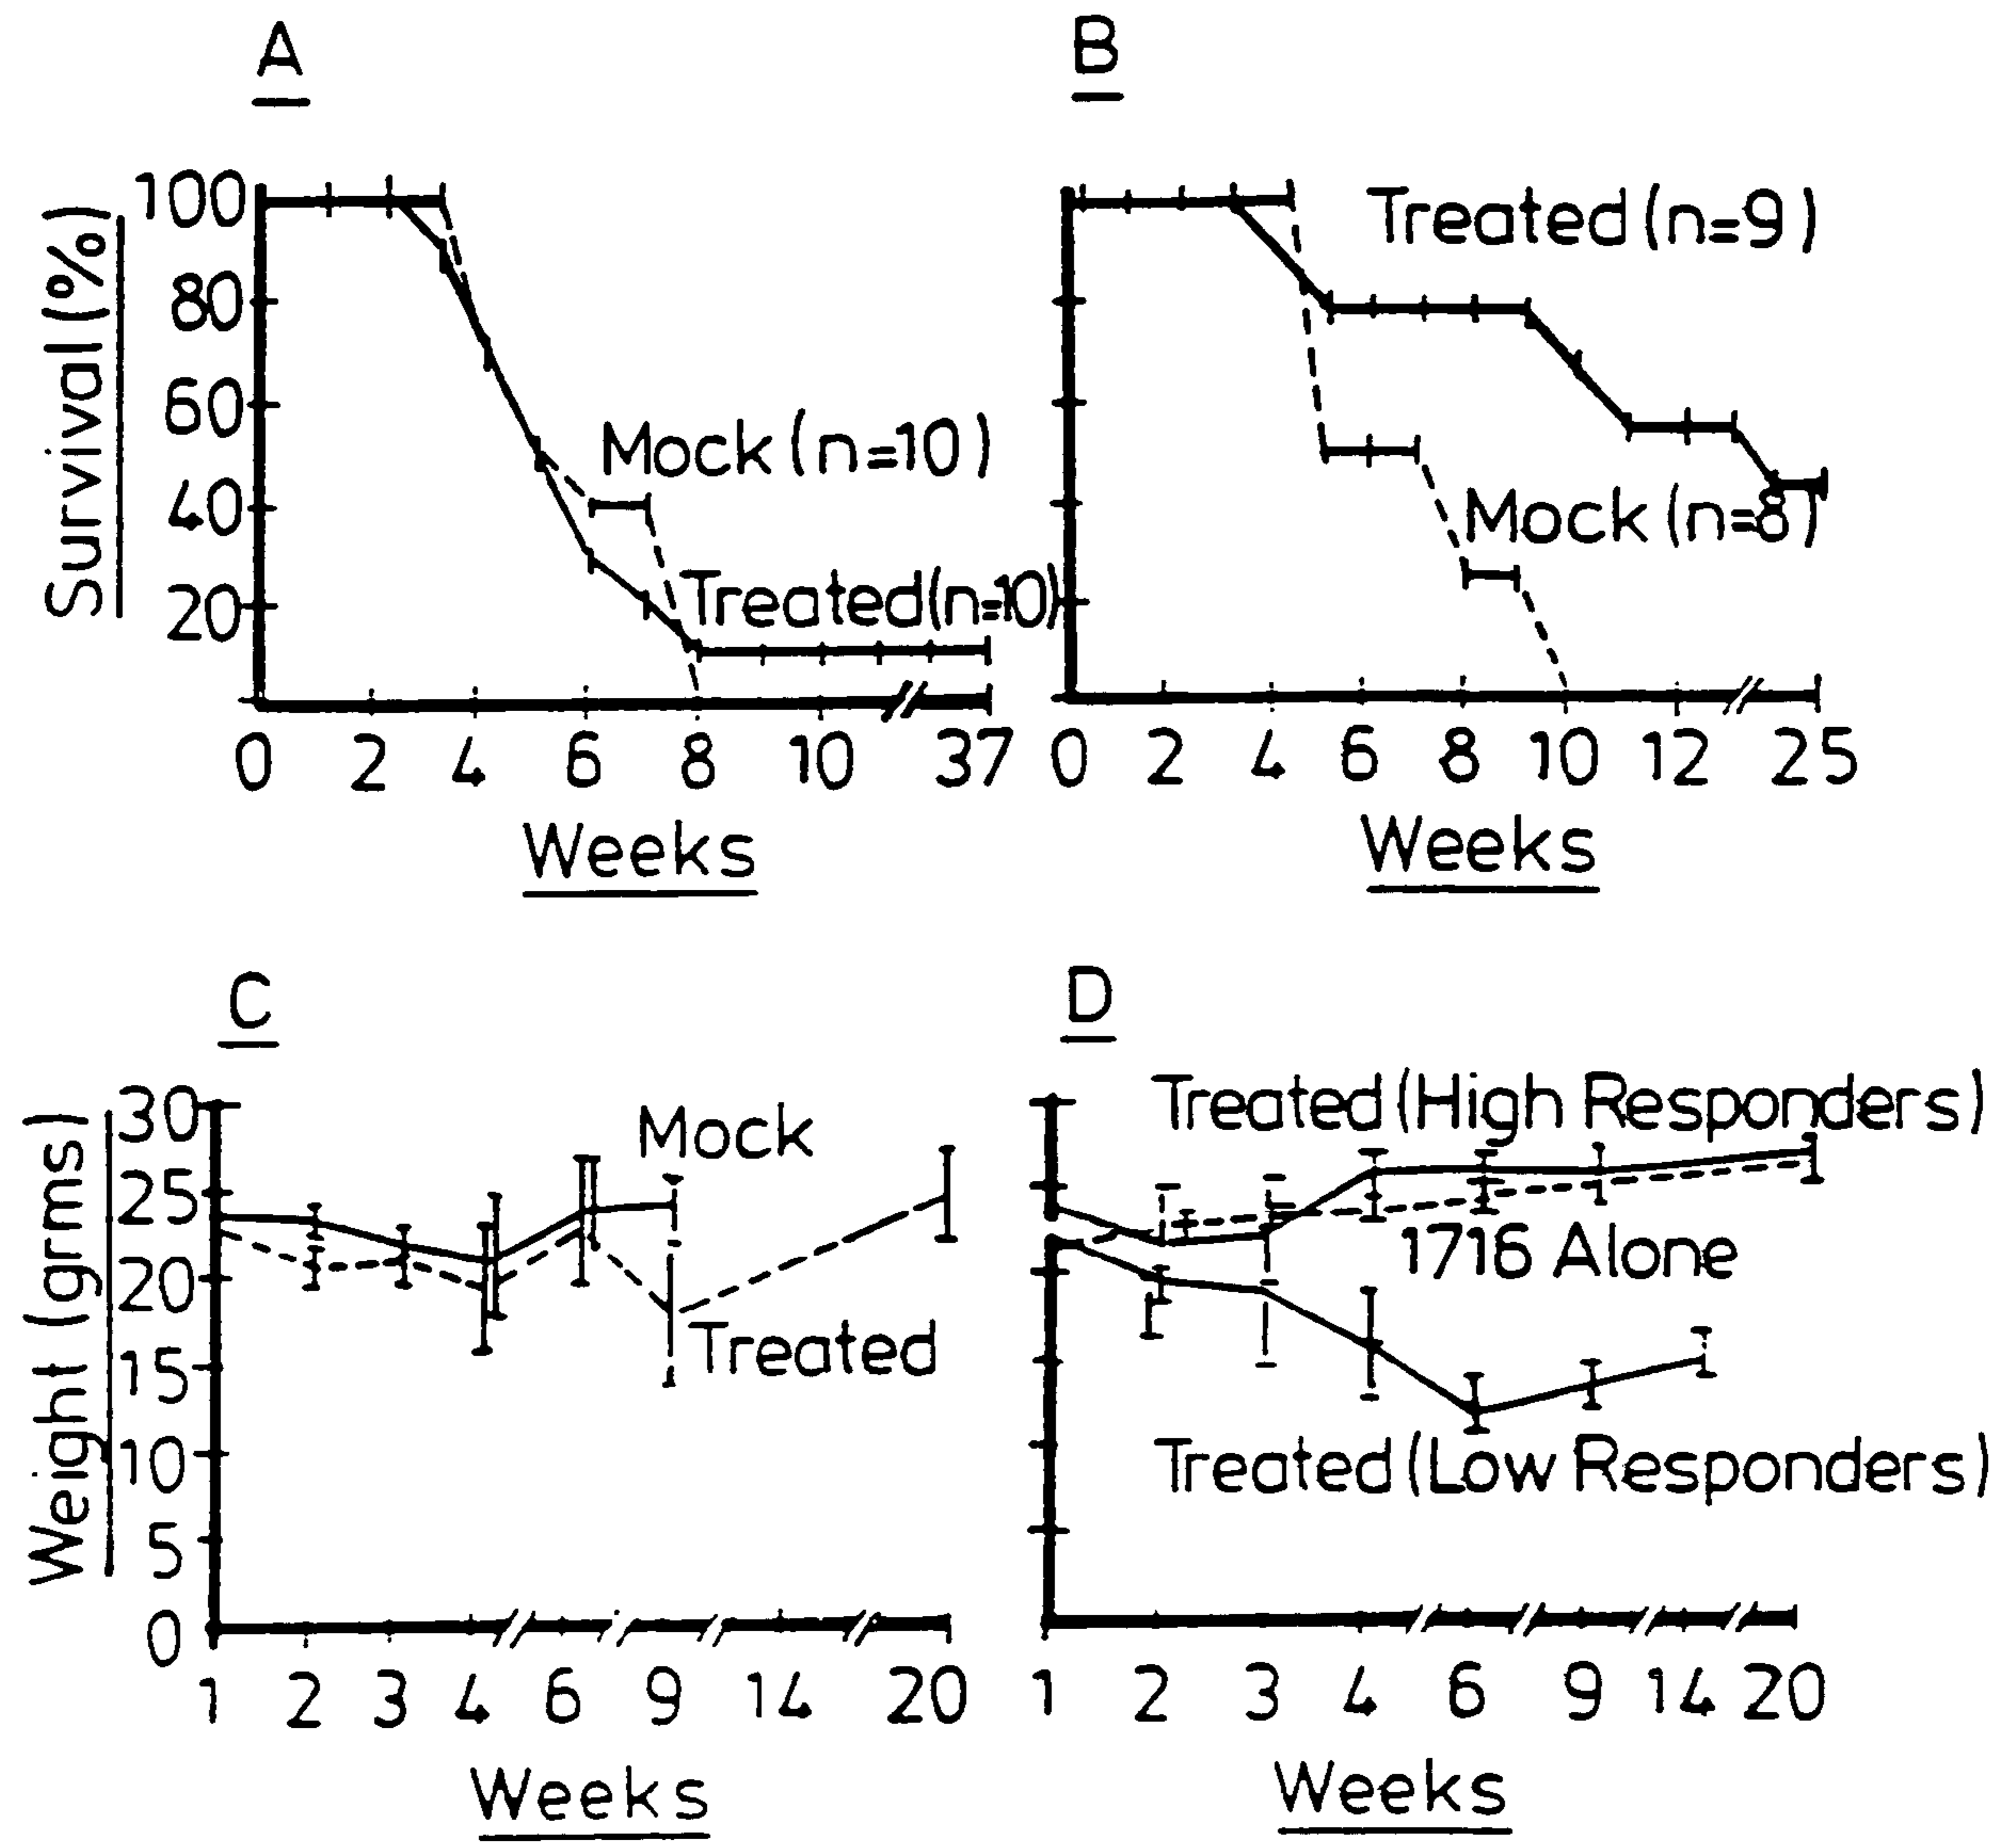 A
B
Survival (%)
100
80
60
40
20
Mock (n=10)
Treated (n=10)
Treated (n=9)
Mock (n=8)
0 2 4 6 8 10 37
0 2 4 6 8 10 12 25
Weeks
Weeks
C
D
Weight (grms)
30
25
20
15
10
5
0
Mock
Treated
Treated (High Responders)
1716 Alone
Treated (Low Responders)
1 2 3 4 6 9 14 20
1 2 3 4 6 9 14 20
Weeks
Weeks